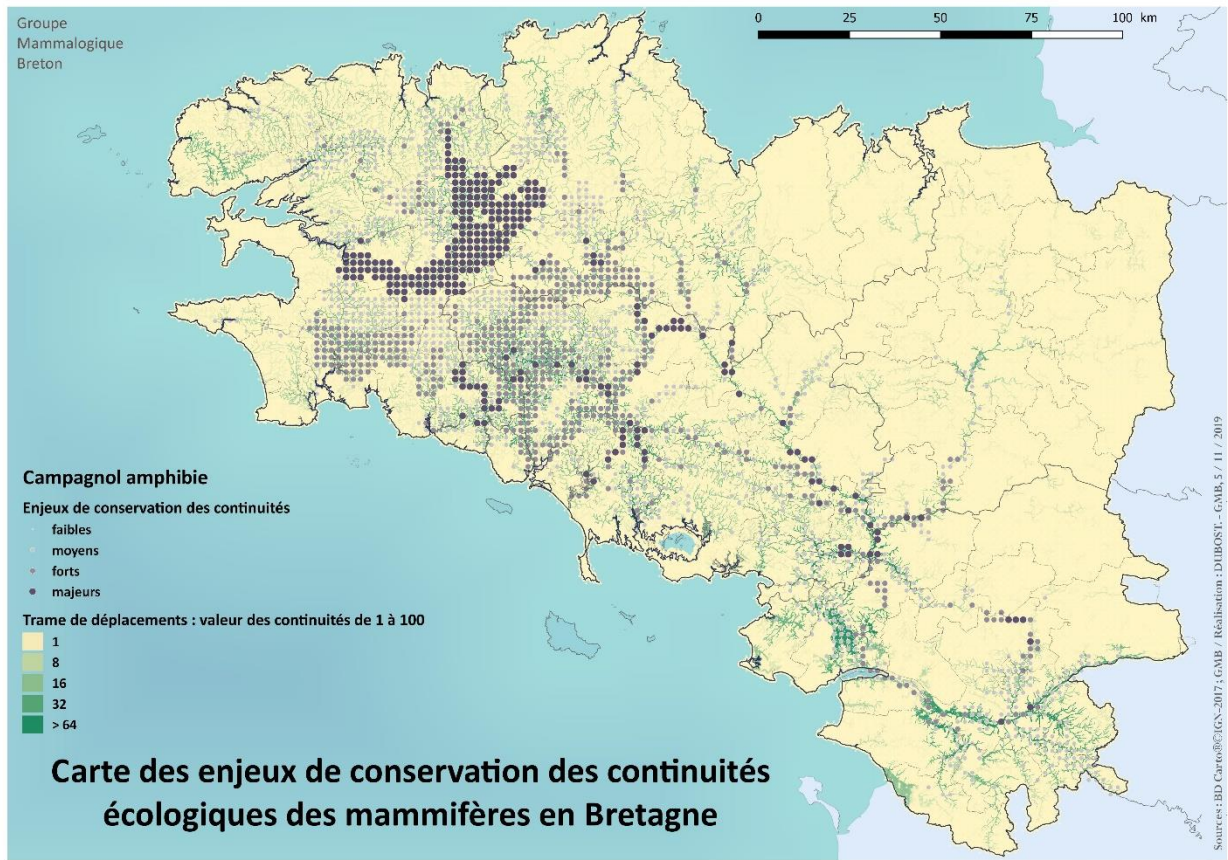 Groupe
Mammalogique
Breton
0 25 50 75 100 km
Campagnol amphibie
Enjeux de conservation des continuités
faibles
moyens
forts
majeurs
Trame de déplacements : valeur des continuités de 1 à 100
1
8
16
32
> 64
Carte des enjeux de conservation des continuités
écologiques des mammifères en Bretagne
Sources : BD Carto®©IGN-2017 ; GMB / Réalisation : DUBOST. - GMB, 5 / 11 / 2019